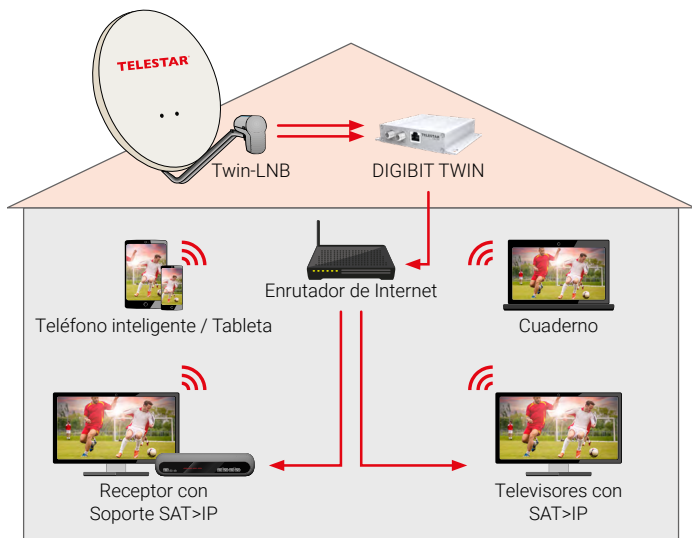 TELESTAR
TELESTAR
Twin-LNB
DIGIBIT TWIN
Enrutador de Internet
Teléfono inteligente / Tableta
Cuaderno
Receptor con
Soporte SAT>IP
Televisores con
SAT>IP